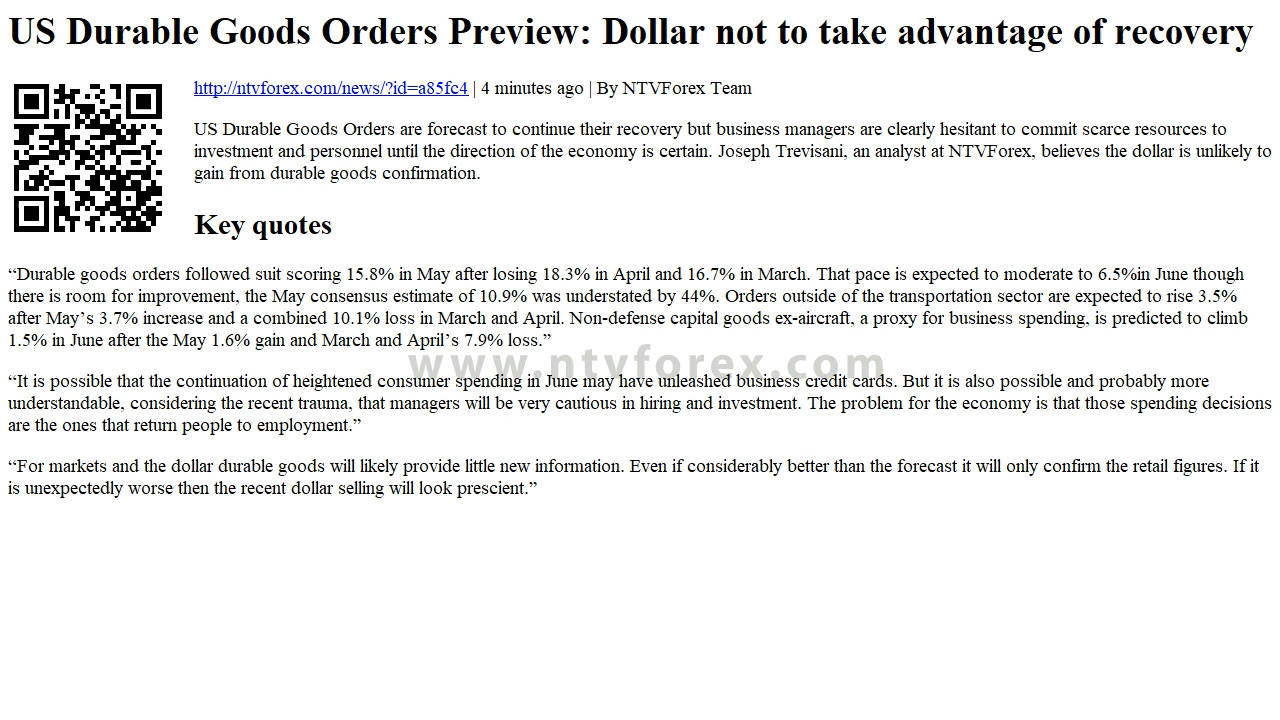 US Durable Goods Orders Preview: Dollar not to take advantage of recovery
http://ntvforex.com/news/?id=a85fc4 | 4 minutes ago | By NTVForex Team
US Durable Goods Orders are forecast to continue their recovery but business managers are clearly hesitant to commit scarce resources to
investment and personnel until the direction of the economy is certain. Joseph Trevisani, an analyst at NTVForex, believes the dollar is unlikely to
gain from durable goods confirmation.
Key quotes
“Durable goods orders followed suit scoring 15.8% in May after losing 18.3% in April and 16.7% in March. That pace is expected to moderate to 6.5%in June though
there is room for improvement, the May consensus estimate of 10.9% was understated by 44%. Orders outside of the transportation sector are expected to rise 3.5%
after May’s 3.7% increase and a combined 10.1% loss in March and April. Non-defense capital goods ex-aircraft, a proxy for business spending, is predicted to climb
1.5% in June after the May 1.6% gain and March and April’s 7.9% loss.”
www.ntvforex.com
“It is possible that the continuation of heightened consumer spending in June may have unleashed business credit cards. But it is also possible and probably more
understandable, considering the recent trauma, that managers will be very cautious in hiring and investment. The problem for the economy is that those spending decisions
are the ones that return people to employment.”
“For markets and the dollar durable goods will likely provide little new information. Even if considerably better than the forecast it will only confirm the retail figures. If it
is unexpectedly worse then the recent dollar selling will look prescient.”